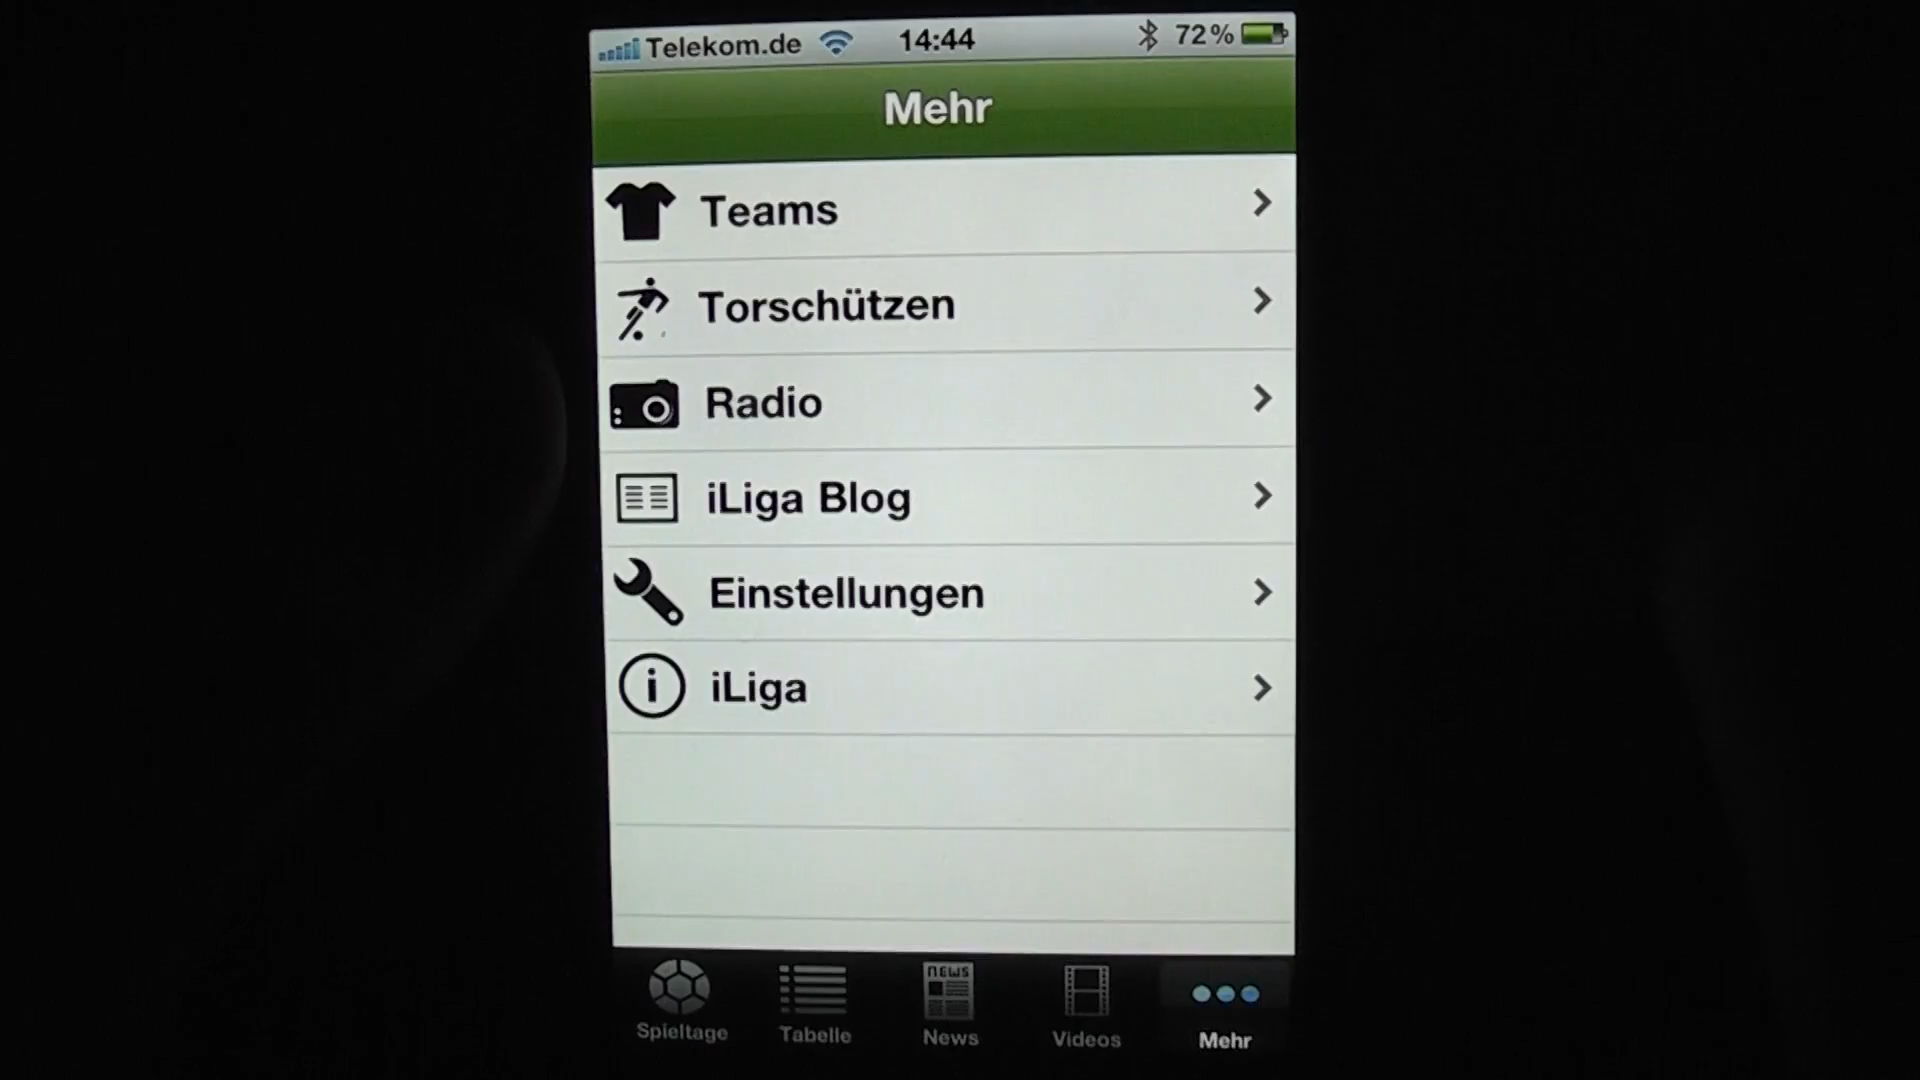 Telekom.de 14:44 72%
Mehr
Teams
Torschützen
Radio
iLiga Blog
Einstellungen
iLiga
NEWS
Spieltage Tabelle News Videos Mehr